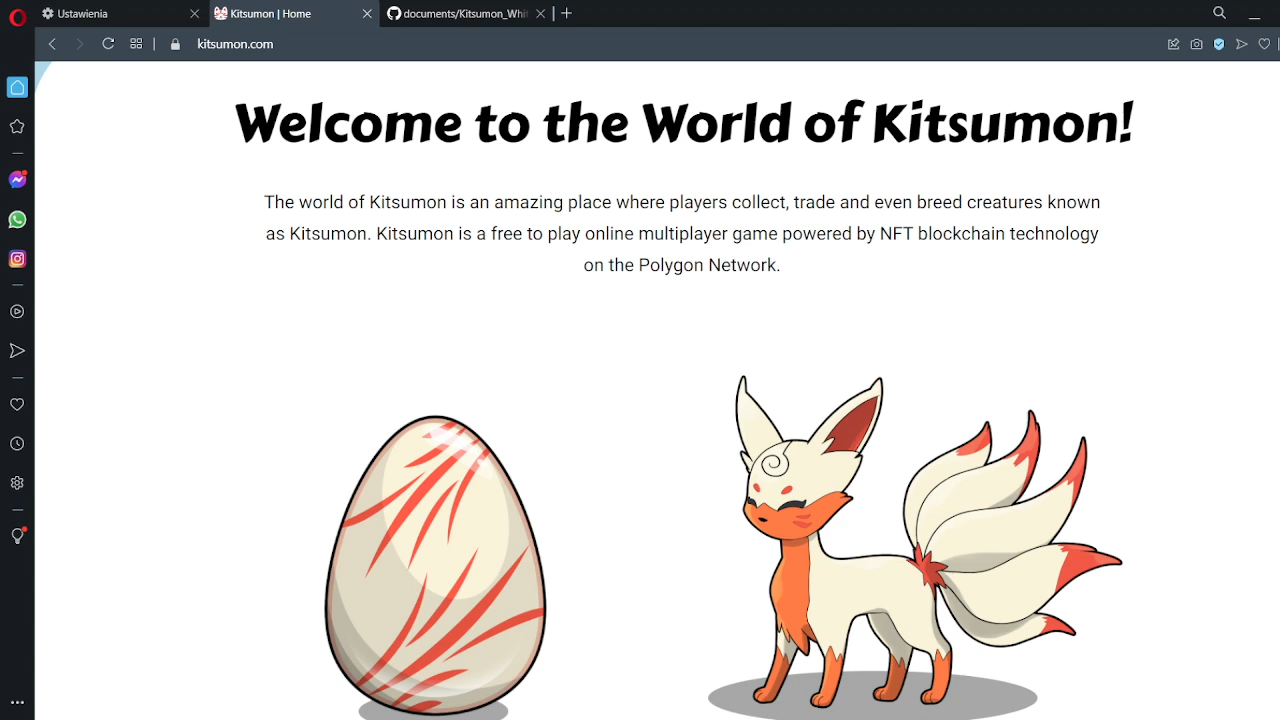 Ustawienia
Kitsumon | Home
documents/Kitsumon_Whi
kitsumon.com
Welcome to the World of Kitsumon!
The world of Kitsumon is an amazing place where players collect, trade and even breed creatures known
as Kitsumon. Kitsumon is a free to play online multiplayer game powered by NFT blockchain technology
on the Polygon Network.